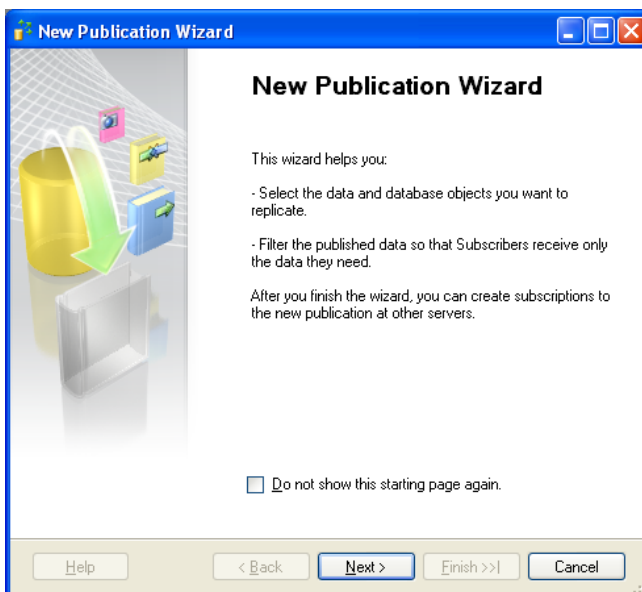 New Publication Wizard
New Publication Wizard
This wizard helps you:
- Select the data and database objects you want to
replicate.
- Filter the published data so that Subscribers receive only
the data they need.
After you finish the wizard, you can create subscriptions to
the new publication at other servers.
Do not show this starting page again.
Help < Back Next > Finish >>| Cancel